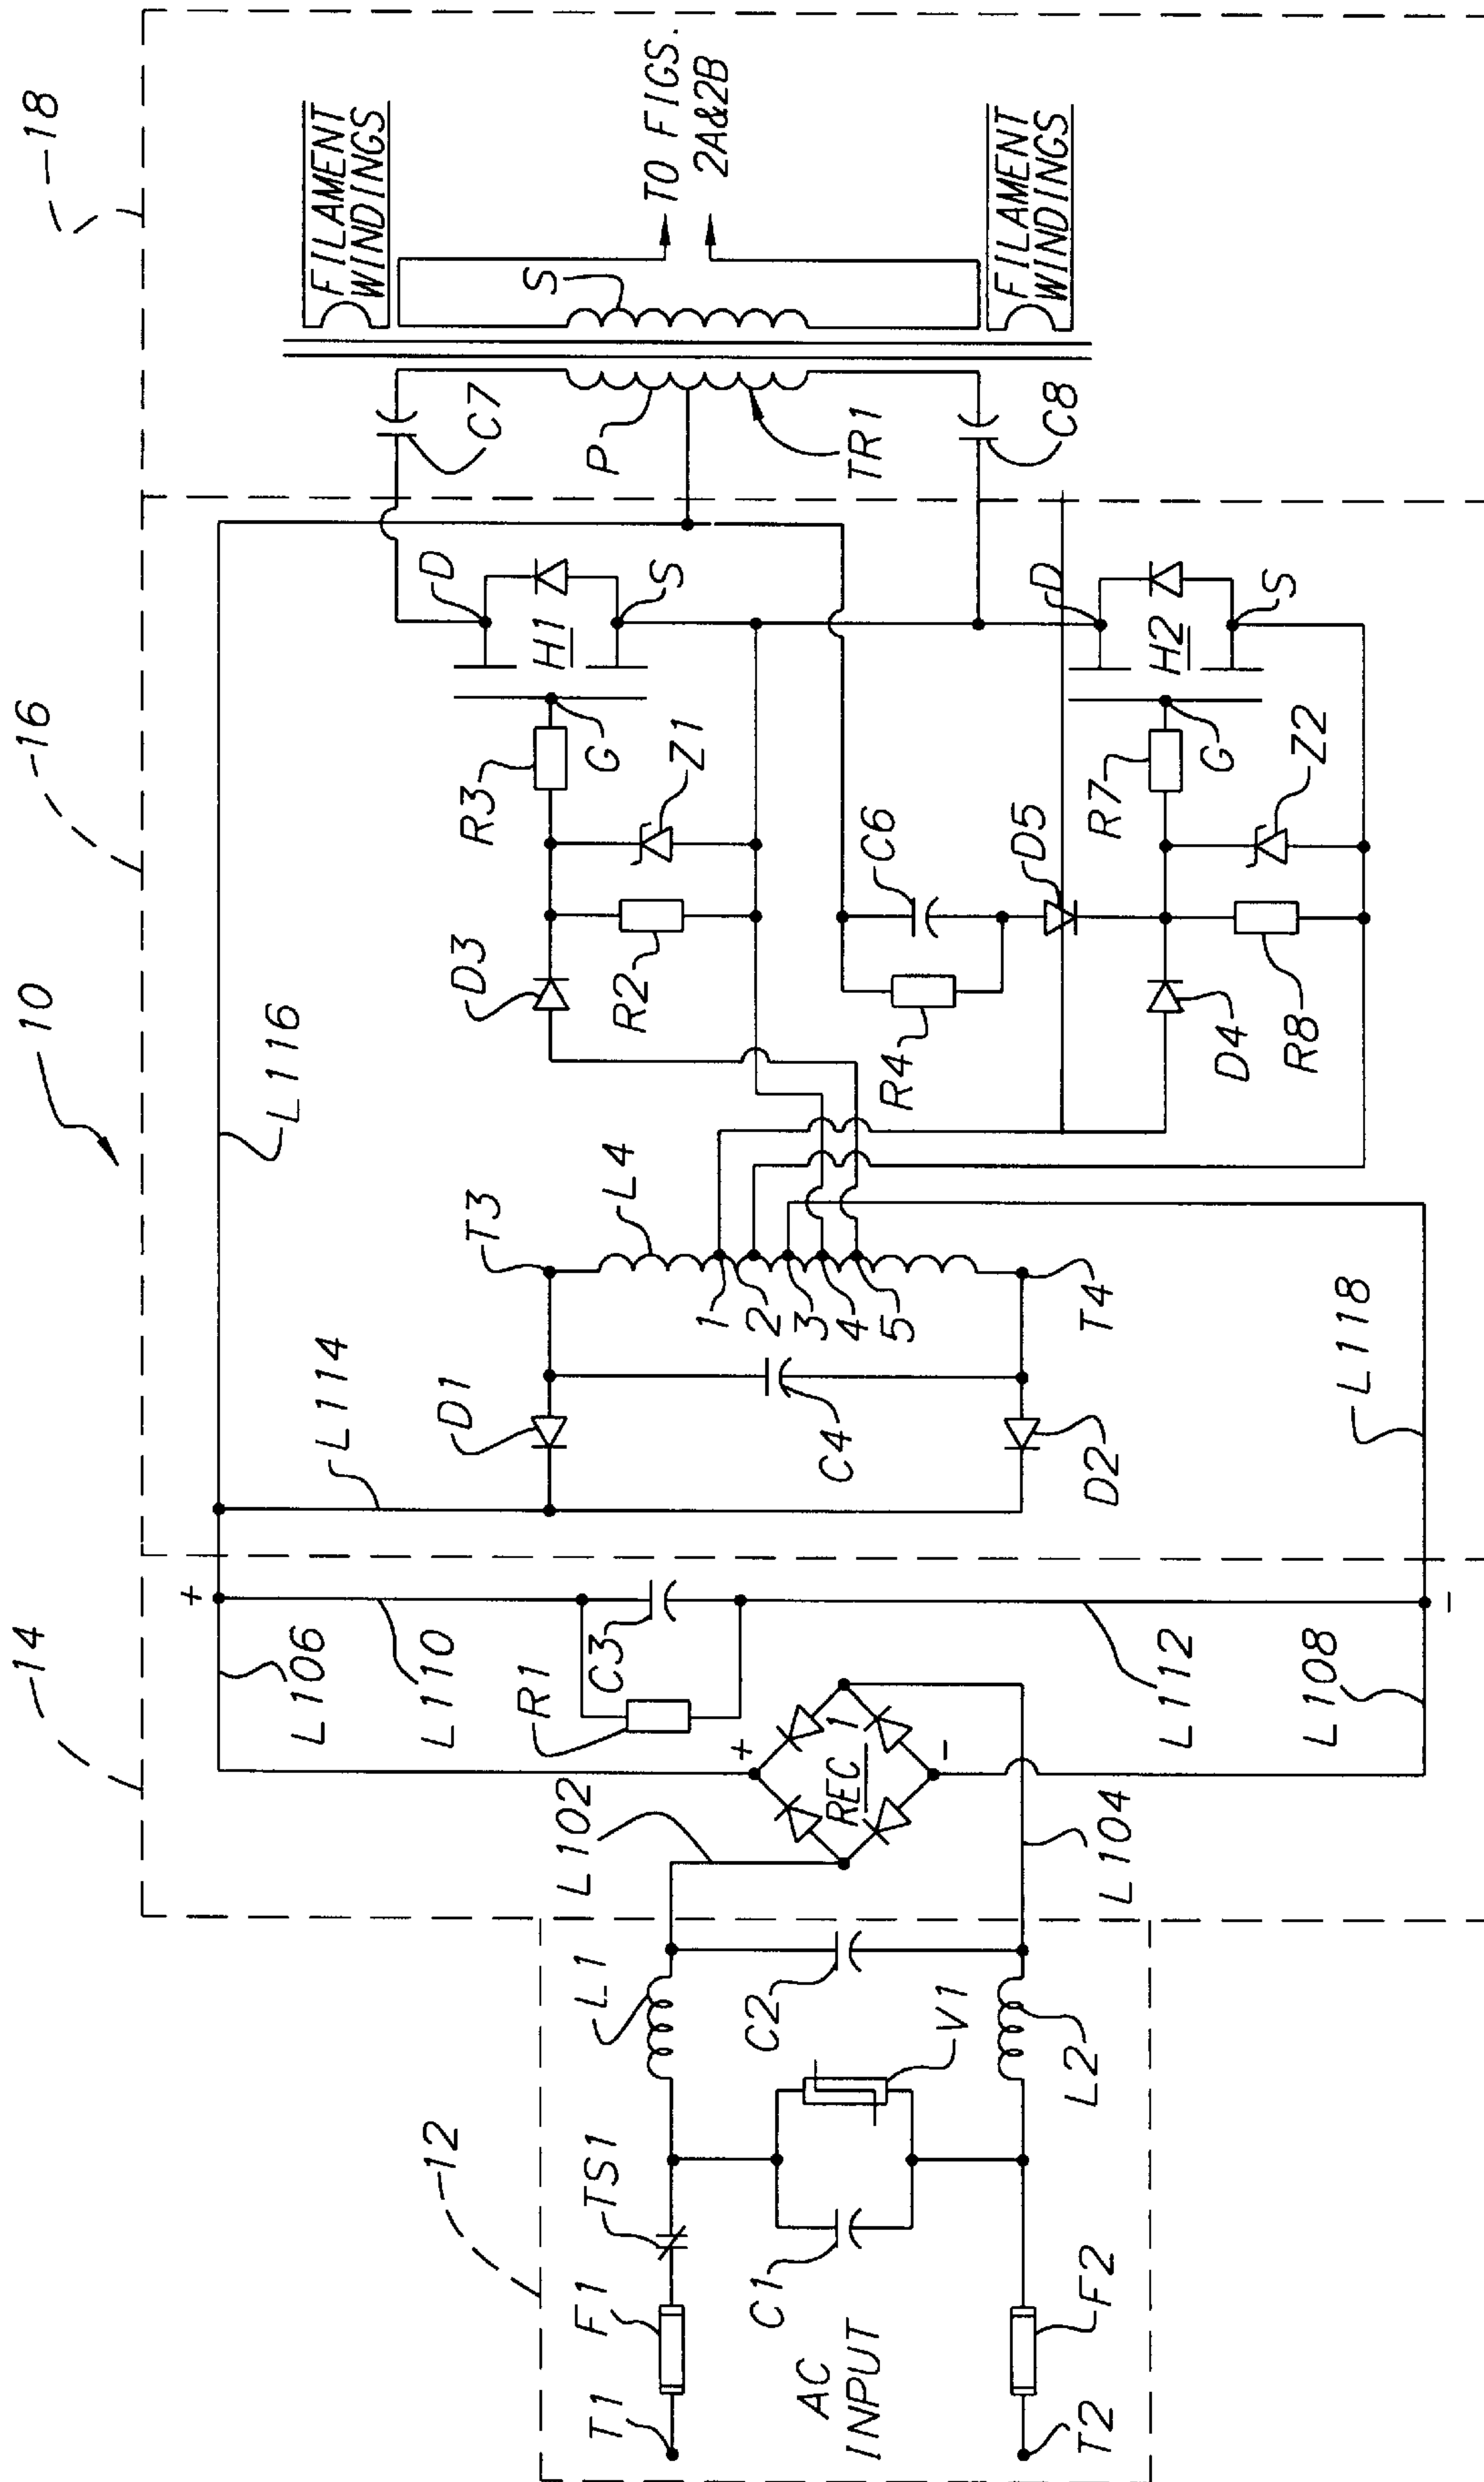 10
12
14
16
18
T1
F1
TS1
L1
L102
C1
V1
C2
AC
INPUT
T2
F2
L2
L104
REC 1
+
-
R1
C3
L106
L110
L112
L108
+
-
L114
L116
L118
D1
D2
C4
T3
L4
T4
1
2
3
4
5
D3
R2
R3
Z1
G
H1
D
S
R4
C6
D5
D4
R8
R7
Z2
G
H2
D
S
C7
P
TR1
C8
S
FILAMENT
WINDINGS
TO FIGS.
2A&2B
FILAMENT
WINDINGS